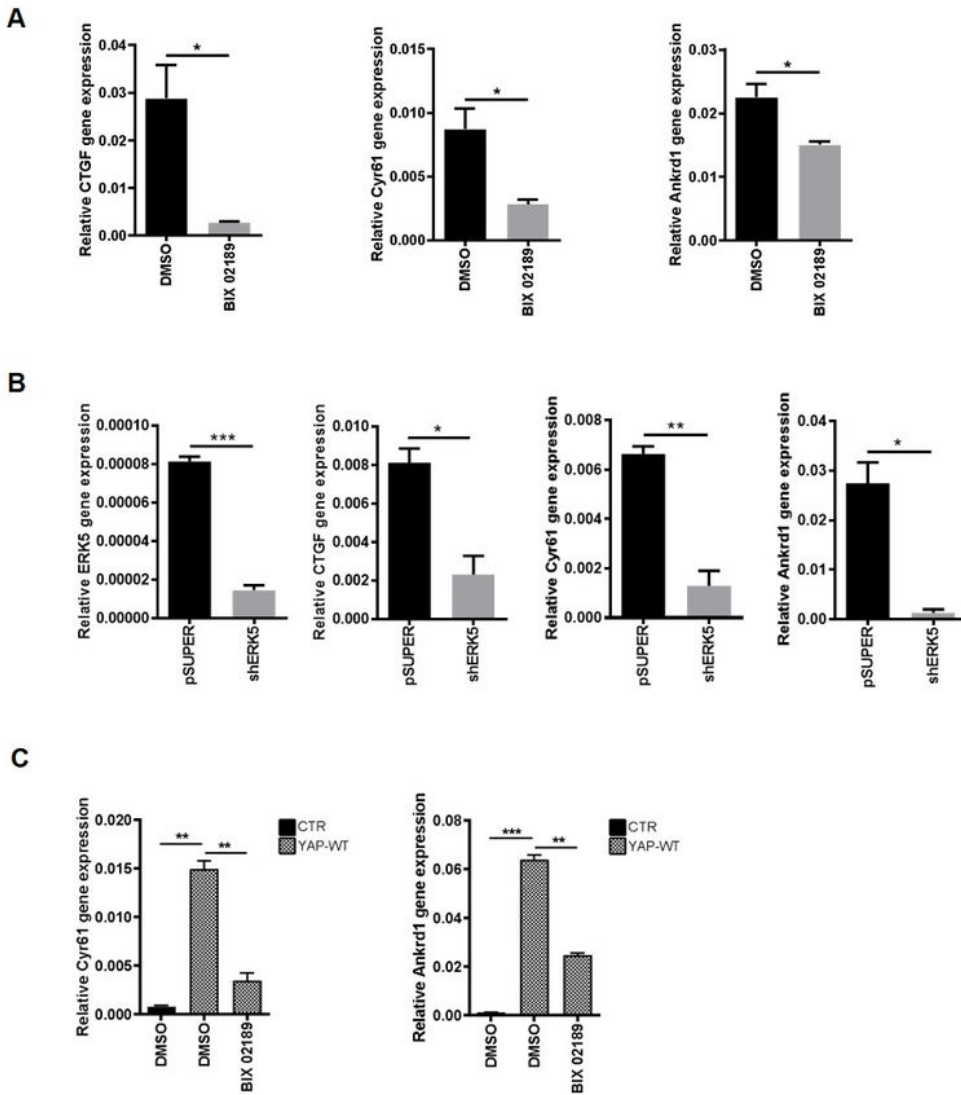 A
Relative CTGF gene expression
0.04
0.03
0.02
0.01
0.00
*
DMSO
BIX 02189
Relative Cyr61 gene expression
0.015
0.010
0.005
0.000
*
DMSO
BIX 02189
Relative Ankrd1 gene expression
0.03
0.02
0.01
0.00
*
DMSO
BIX 02189
B
Relative ERK5 gene expression
0.00010
0.00008
0.00006
0.00004
0.00002
0.00000
***
pSUPER
shERK5
Relative CTGF gene expression
0.010
0.008
0.006
0.004
0.002
0.000
*
pSUPER
shERK5
Relative Cyr61 gene expression
0.008
0.006
0.004
0.002
0.000
**
pSUPER
shERK5
Relative Ankrd1 gene expression
0.04
0.03
0.02
0.01
0.00
*
pSUPER
shERK5
C
Relative Cyr61 gene expression
0.020
0.015
0.010
0.005
0.000
**
**
CTR
YAP-WT
DMSO
DMSO
BIX 02189
Relative Ankrd1 gene expression
0.08
0.06
0.04
0.02
0.00
***
**
CTR
YAP-WT
DMSO
DMSO
BIX 02189